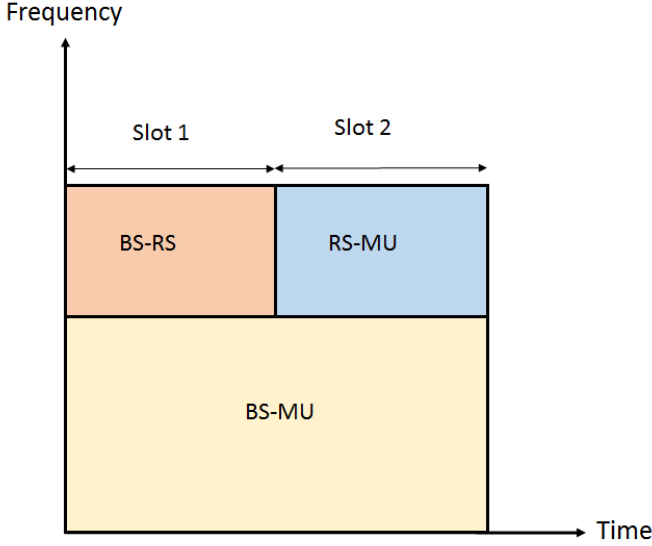 Frequency
Slot 1
Slot 2
BS-RS
RS-MU
BS-MU
Time